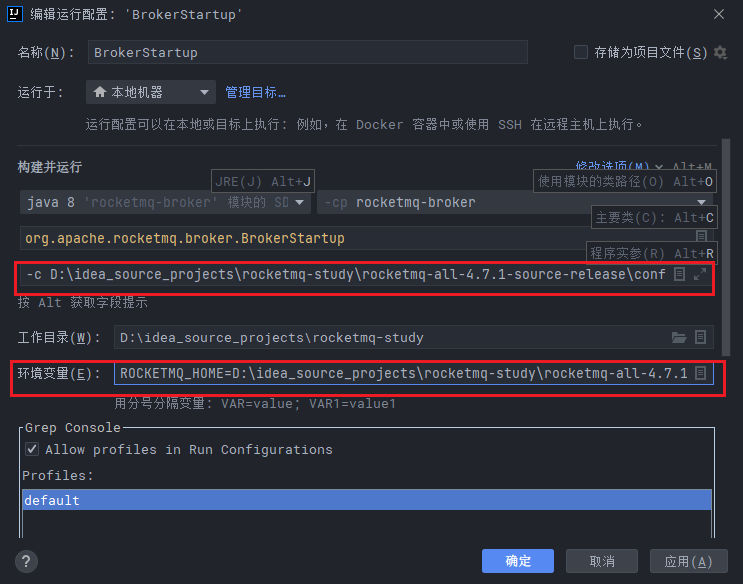 IJ 编辑运行配置: 'BrokerStartup'
名称(N): BrokerStartup 存储为项目文件(S)
运行于: 本地机器 管理目标…
运行配置可以在本地或目标上执行: 例如，在 Docker 容器中或使用 SSH 在远程主机上执行。
构建并运行 修改选项(M) Alt+M
JRE(J) Alt+J 使用模块的类路径(O) Alt+O
java 8 'rocketmq-broker' 模块的 SD -cp rocketmq-broker
主要类(C): Alt+C
org.apache.rocketmq.broker.BrokerStartup
程序实参(R) Alt+R
-c D:\idea_source_projects\rocketmq-study\rocketmq-all-4.7.1-source-release\conf
按 Alt 获取字段提示
工作目录(W): D:\idea_source_projects\rocketmq-study
环境变量(E): ROCKETMQ_HOME=D:\idea_source_projects\rocketmq-study\rocketmq-all-4.7.1
用分号分隔变量: VAR=value; VAR1=value1
Grep Console
Allow profiles in Run Configurations
Profiles:
default
? 确定 取消 应用(A)